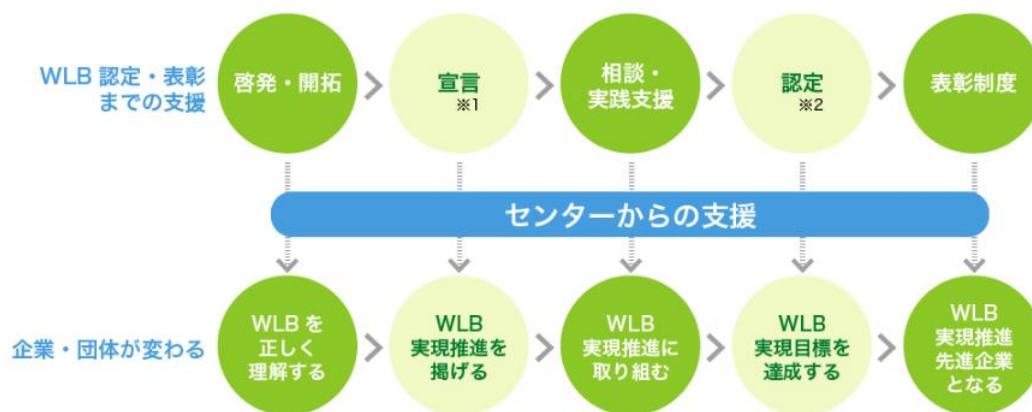 WLB 認定・表彰
までの支援
啓発・開拓
宣言
※1
相談・
実践支援
認定
※2
表彰制度
センターからの支援
企業・団体が変わる
WLBを
正しく
理解する
WLB
実現推進を
掲げる
WLB
実現推進に
取り組む
WLB
実現目標を
達成する
WLB
実現推進
先進企業
となる